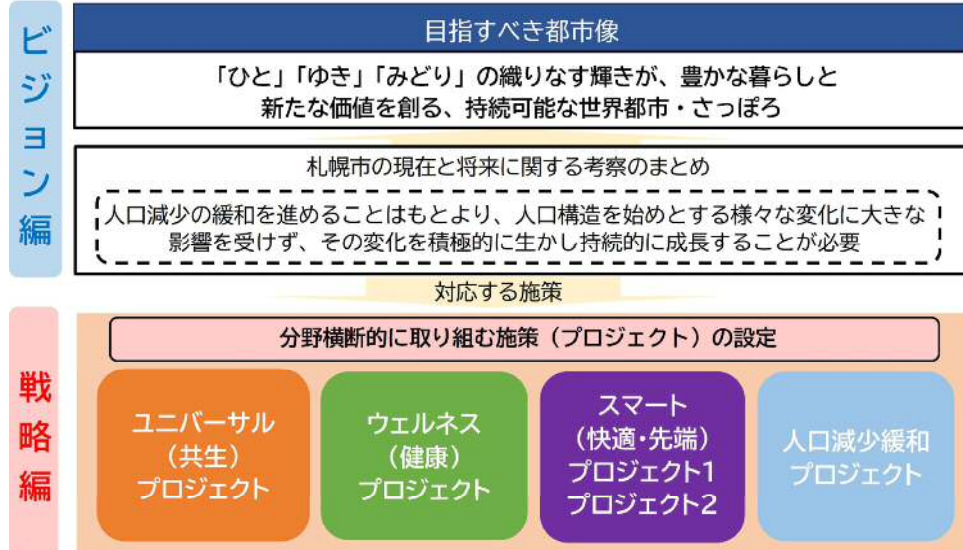 ビジョン編
目指すべき都市像
「ひと」「ゆき」「みどり」の織りなす輝きが、豊かな暮らしと
新たな価値を創る、持続可能な世界都市・さっぽろ
札幌市の現在と将来に関する考察のまとめ
人口減少の緩和を進めることはもとより、人口構造を始めとする様々な変化に大きな
影響を受けず、その変化を積極的に生かし持続的に成長することが必要
対応する施策
戦略編
分野横断的に取り組む施策（プロジェクト）の設定
ユニバーサル
（共生）
プロジェクト
ウェルネス
（健康）
プロジェクト
スマート
（快適・先端）
プロジェクト1
プロジェクト2
人口減少緩和
プロジェクト